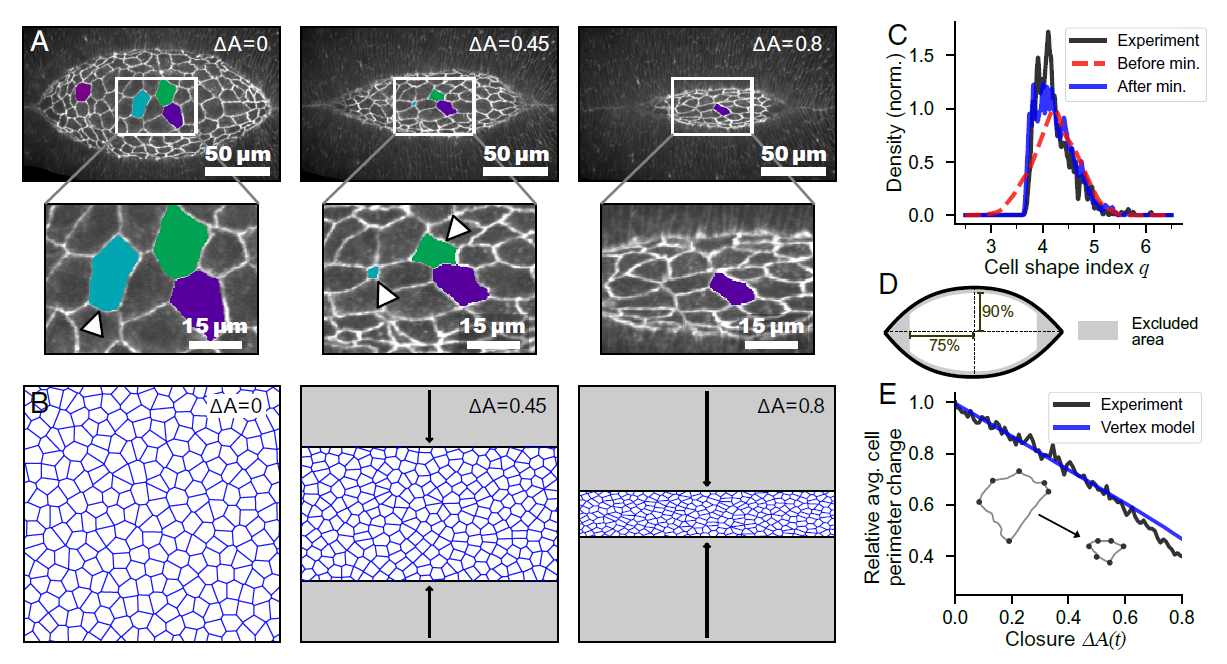 A
ΔA=0
50 μm
ΔA=0.45
50 μm
ΔA=0.8
50 μm
15 μm
15 μm
15 μm
B
ΔA=0
ΔA=0.45
ΔA=0.8
C
Density (norm.)
1.5
1.0
0.5
0.0
3 4 5 6
Cell shape index q
Experiment
Before min.
After min.
D
90%
75%
Excluded
area
E
Relative avg. cell
perimeter change
1.0
0.8
0.6
0.4
0.0 0.2 0.4 0.6 0.8
Closure ΔA(t)
Experiment
Vertex model